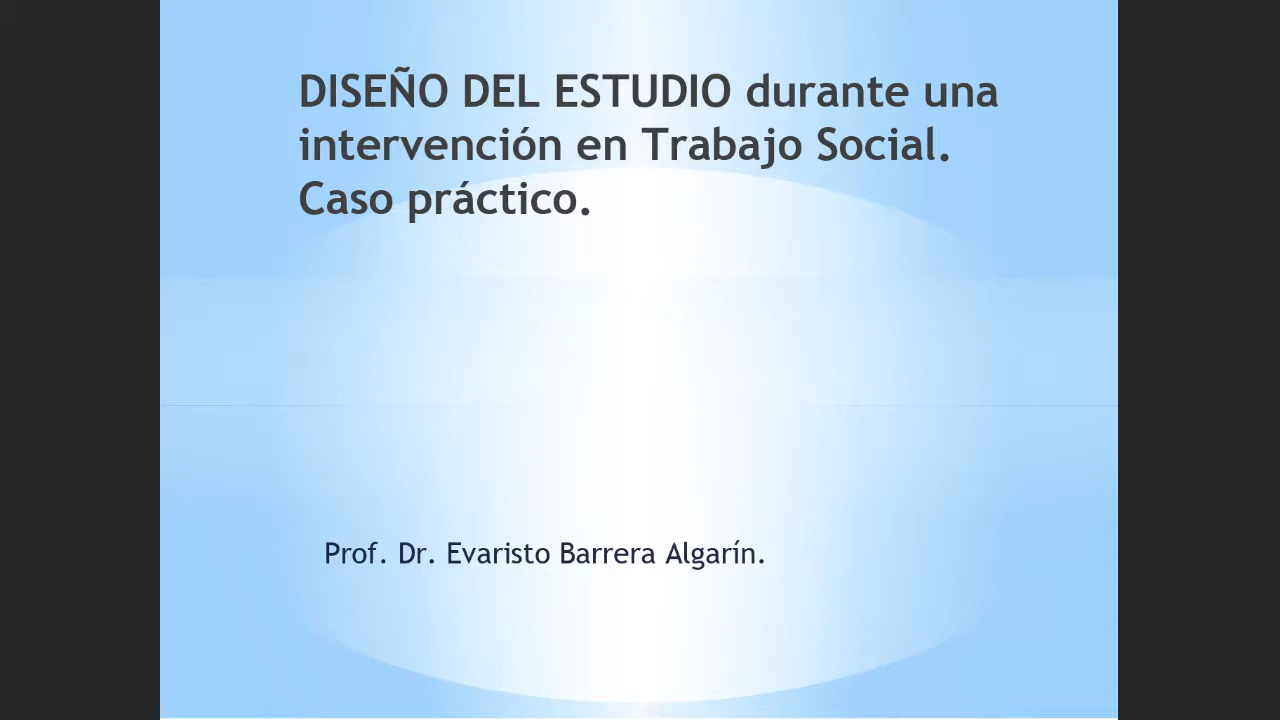 DISEÑO DEL ESTUDIO durante una
intervención en Trabajo Social.
Caso práctico.
Prof. Dr. Evaristo Barrera Algarín.